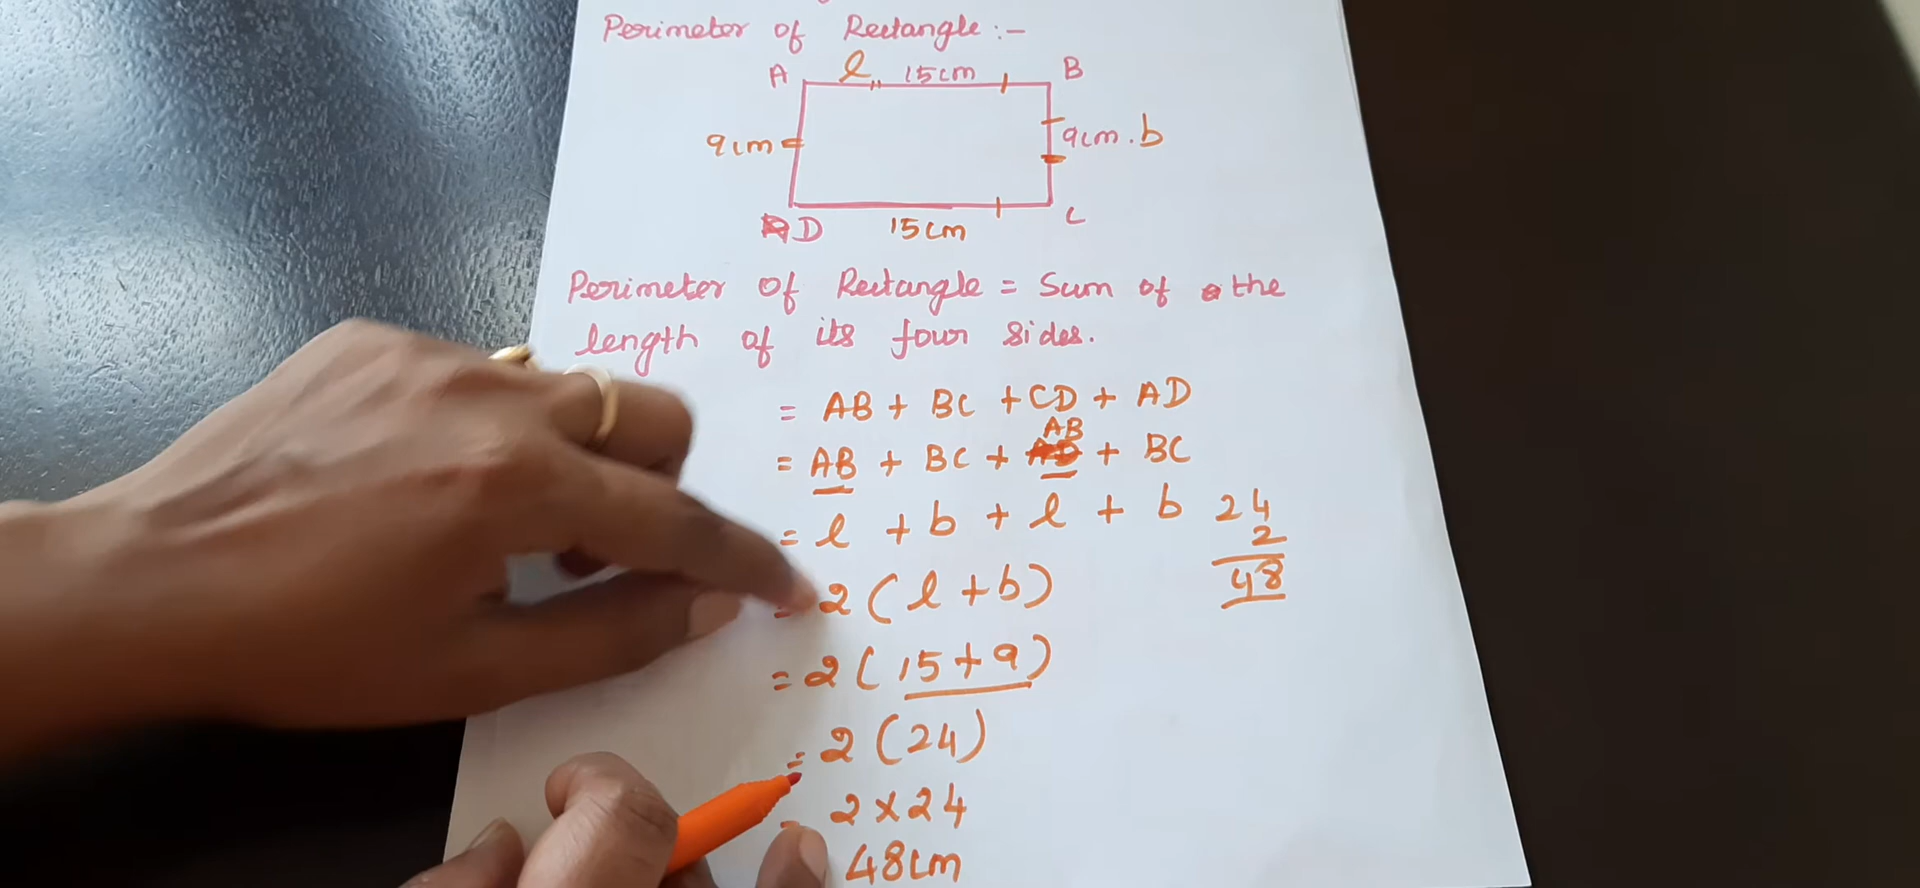 Perimeter of Rectangle :-
A l 15cm B
9cm 9cm. b
D 15cm C
Perimeter of Rectangle = Sum of the
length of its four sides.
= AB + BC + CD + AD
AB
= AB + BC + + BC
= l + b + l + b 24
2
= 2 (l + b) 48
= 2 (15 + 9)
= 2 (24)
= 2 x 24
48cm